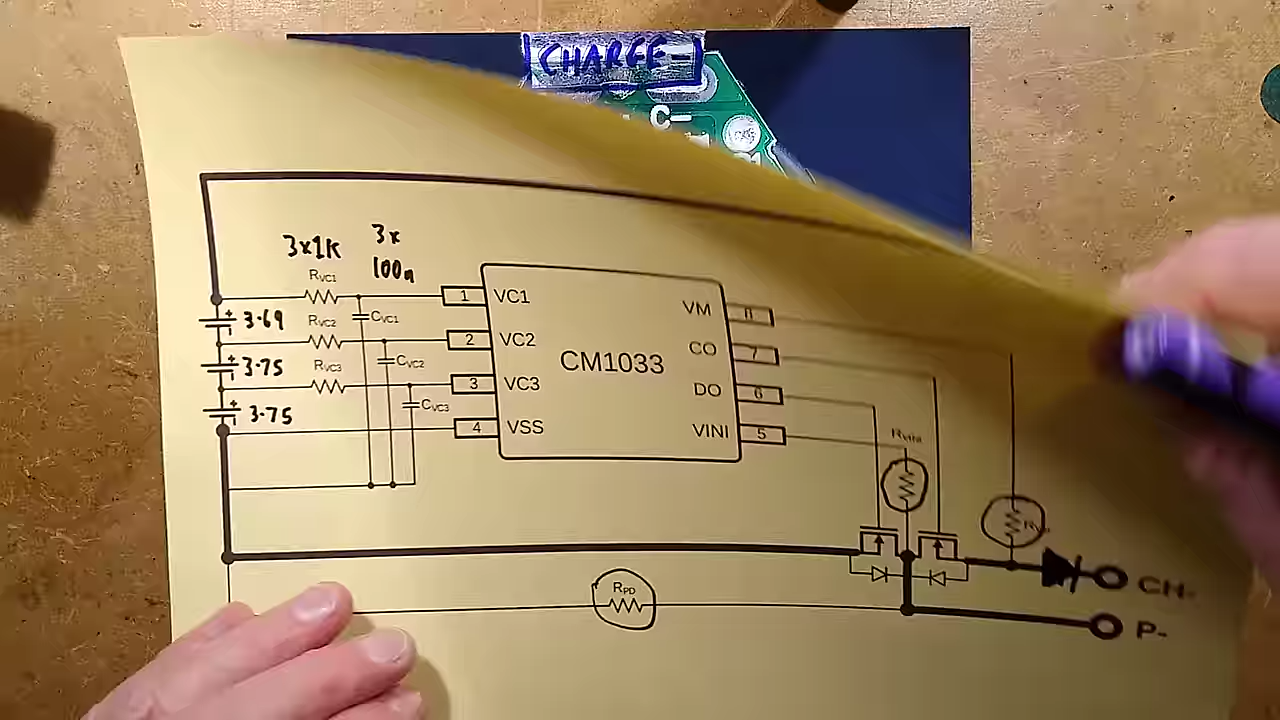 CHARGE -
C-
3x1K
3x
100n
RVC1
1
VC1
VM
8
CVC1
3.69
RVC2
2
VC2
CO
7
CM1033
CVC2
3.75
RVC3
3
VC3
DO
6
CVC3
3.75
4
VSS
VINI
5
RPD
CH-
P-